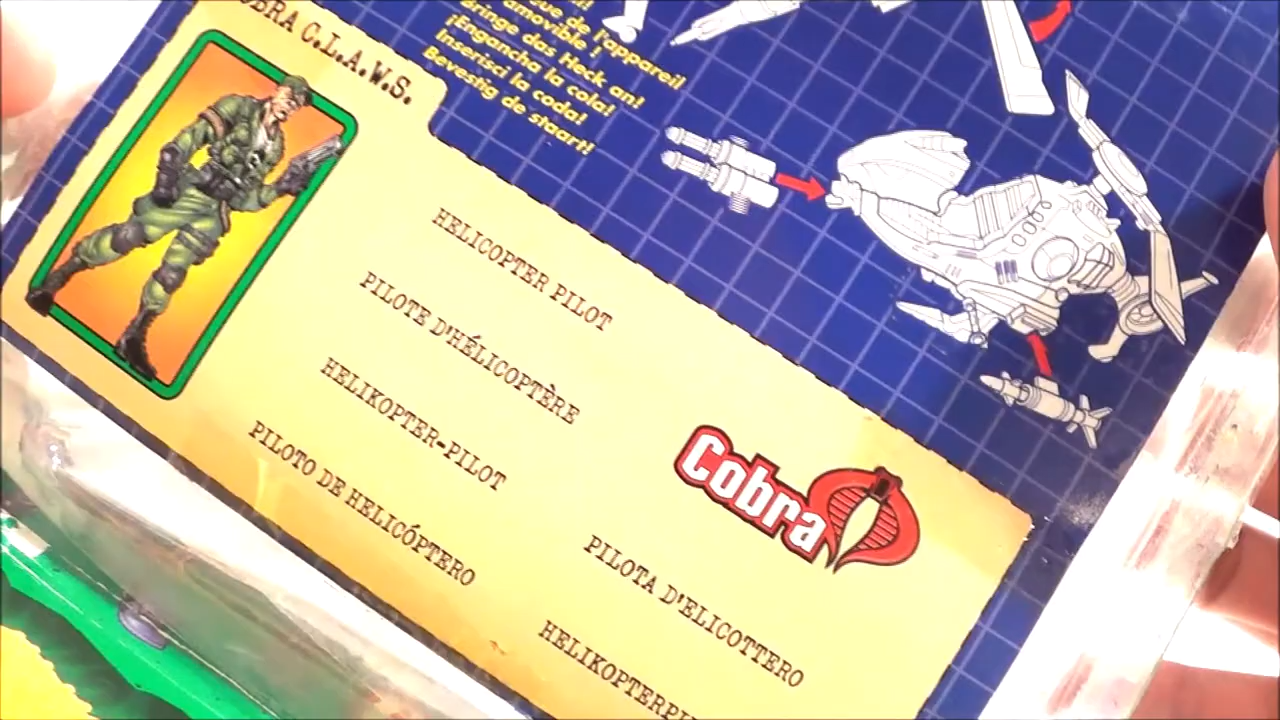 COBRA C.L.A.W.S.
de l'appareil
amovible !
Bringe das Heck an!
¡Engancha la cola!
Inserisci la coda!
Bevestig de staart!
HELICOPTER PILOT
PILOTE D'HÉLICOPTÈRE
HELIKOPTER-PILOT
PILOTO DE HELICÓPTERO
Cobra
PILOTA D'ELICOTTERO